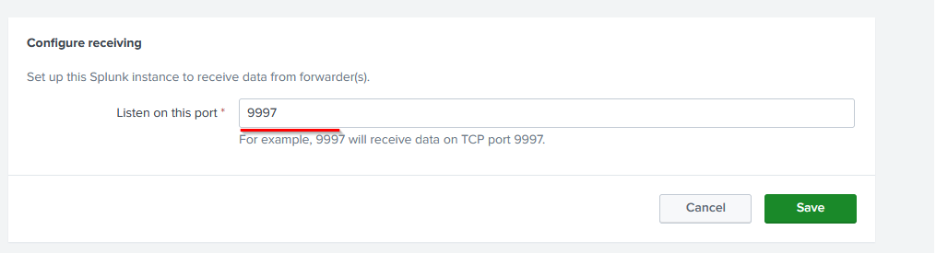 Configure receiving
Set up this Splunk instance to receive data from forwarder(s).
Listen on this port * 9997
For example, 9997 will receive data on TCP port 9997.
Cancel Save